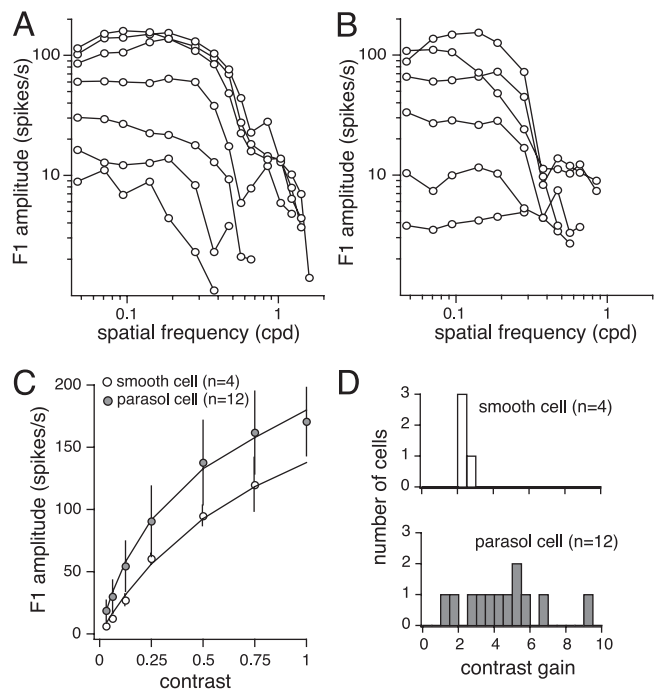 A
F1 amplitude (spikes/s)
100
10
0.1
1
spatial frequency (cpd)
B
F1 amplitude (spikes/s)
100
10
0.1
1
spatial frequency (cpd)
C
F1 amplitude (spikes/s)
200
150
100
50
0
smooth cell (n=4)
parasol cell (n=12)
0
0.25
0.5
0.75
1
contrast
D
number of cells
3
2
1
0
smooth cell (n=4)
3
2
1
0
parasol cell (n=12)
0
2
4
6
8
10
contrast gain